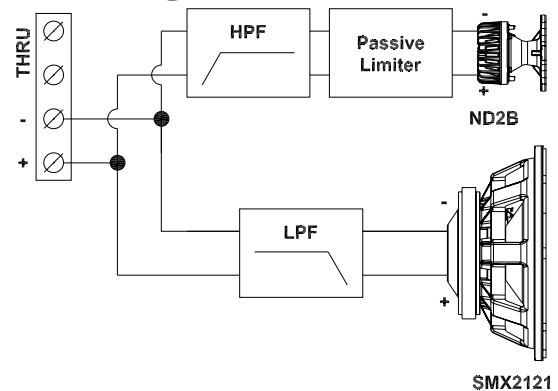 THRU
-
+
HPF
Passive
Limiter
-
+
ND2B
LPF
-
+
SMX2121